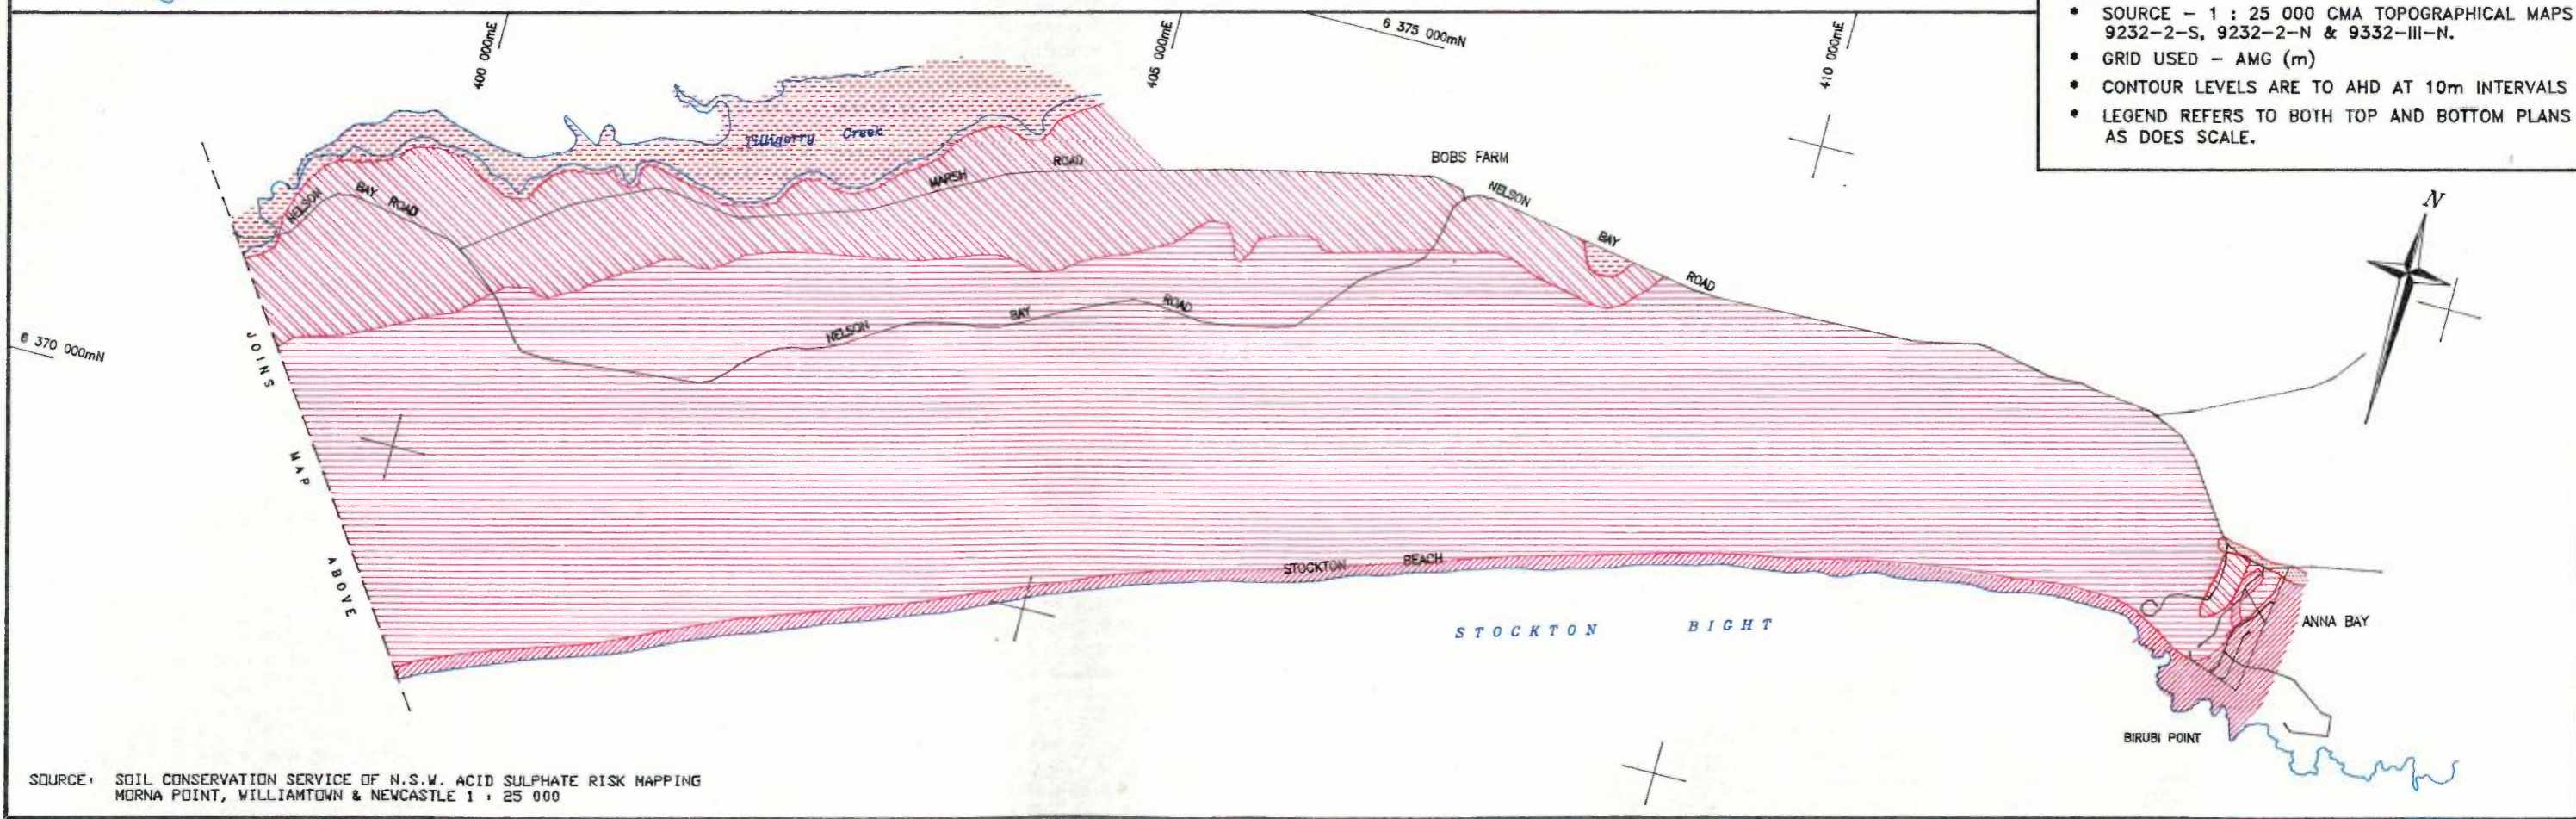 * SOURCE - 1 : 25 000 CMA TOPOGRAPHICAL MAPS
9232-2-S, 9232-2-N & 9332-III-N.
* GRID USED - AMG (m)
* CONTOUR LEVELS ARE TO AHD AT 10m INTERVALS
* LEGEND REFERS TO BOTH TOP AND BOTTOM PLANS
AS DOES SCALE.
400 000mE
405 000mE
6 375 000mN
410 000mE
N
Tilligerry Creek
NELSON BAY ROAD
MARSH ROAD
BOBS FARM
NELSON BAY ROAD
NELSON BAY ROAD
6 370 000mN
JOINS MAP ABOVE
STOCKTON BEACH
STOCKTON BIGHT
ANNA BAY
BIRUBI POINT
SOURCE: SOIL CONSERVATION SERVICE OF N.S.W. ACID SULPHATE RISK MAPPING
MORNA POINT, WILLIAMTOWN & NEWCASTLE 1 : 25 000